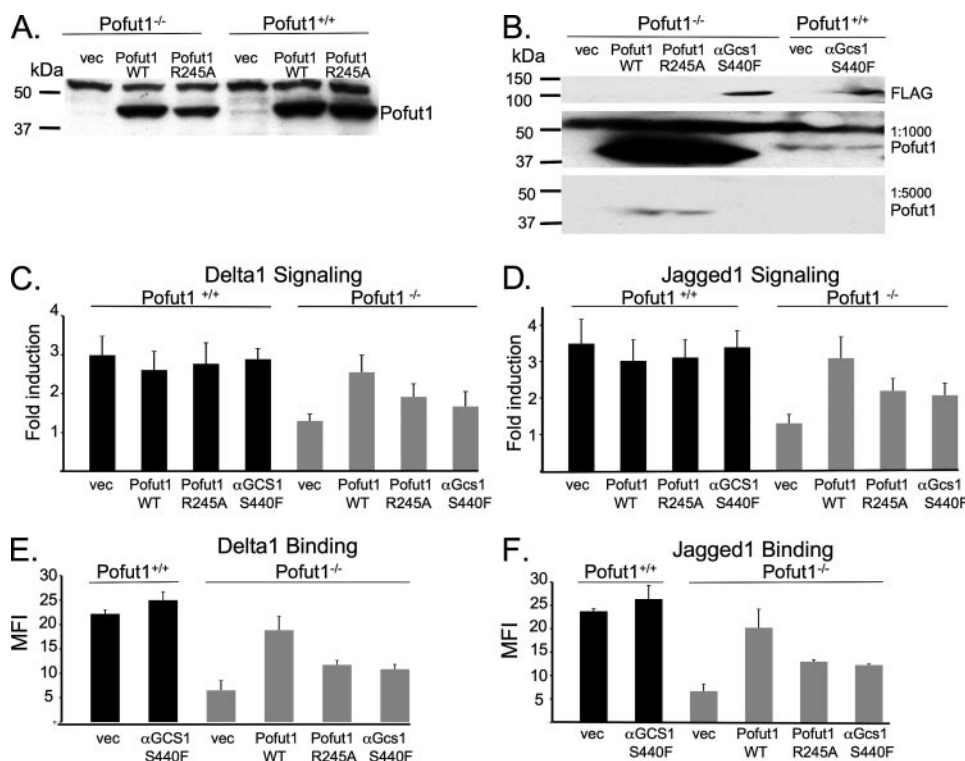 A.
Pofut1-/-
Pofut1+/+
kDa
vec
Pofut1 WT
Pofut1 R245A
vec
Pofut1 WT
Pofut1 R245A
50
37
Pofut1
B.
Pofut1-/-
Pofut1+/+
kDa
vec
Pofut1 WT
Pofut1 R245A
αGcs1 S440F
vec
αGcs1 S440F
150
100
FLAG
50
37
1:1000
Pofut1
50
37
1:5000
Pofut1
C.
Delta1 Signaling
Pofut1 +/+
Pofut1 -/-
Fold induction
4
3
2
1
vec
Pofut1 WT
Pofut1 R245A
αGCS1 S440F
vec
Pofut1 WT
Pofut1 R245A
αGcs1 S440F
D.
Jagged1 Signaling
Pofut1 +/+
Pofut1 -/-
Fold induction
4
3
2
1
vec
Pofut1 WT
Pofut1 R245A
αGCS1 S440F
vec
Pofut1 WT
Pofut1 R245A
αGcs1 S440F
E.
Delta1 Binding
Pofut1+/+
Pofut1-/-
MFI
30
25
20
15
10
5
vec
αGCS1 S440F
vec
Pofut1 WT
Pofut1 R245A
αGcs1 S440F
F.
Jagged1 Binding
Pofut1+/+
Pofut1-/-
MFI
30
25
20
15
10
5
vec
αGCS1 S440F
vec
Pofut1 WT
Pofut1 R245A
αGcs1 S440F